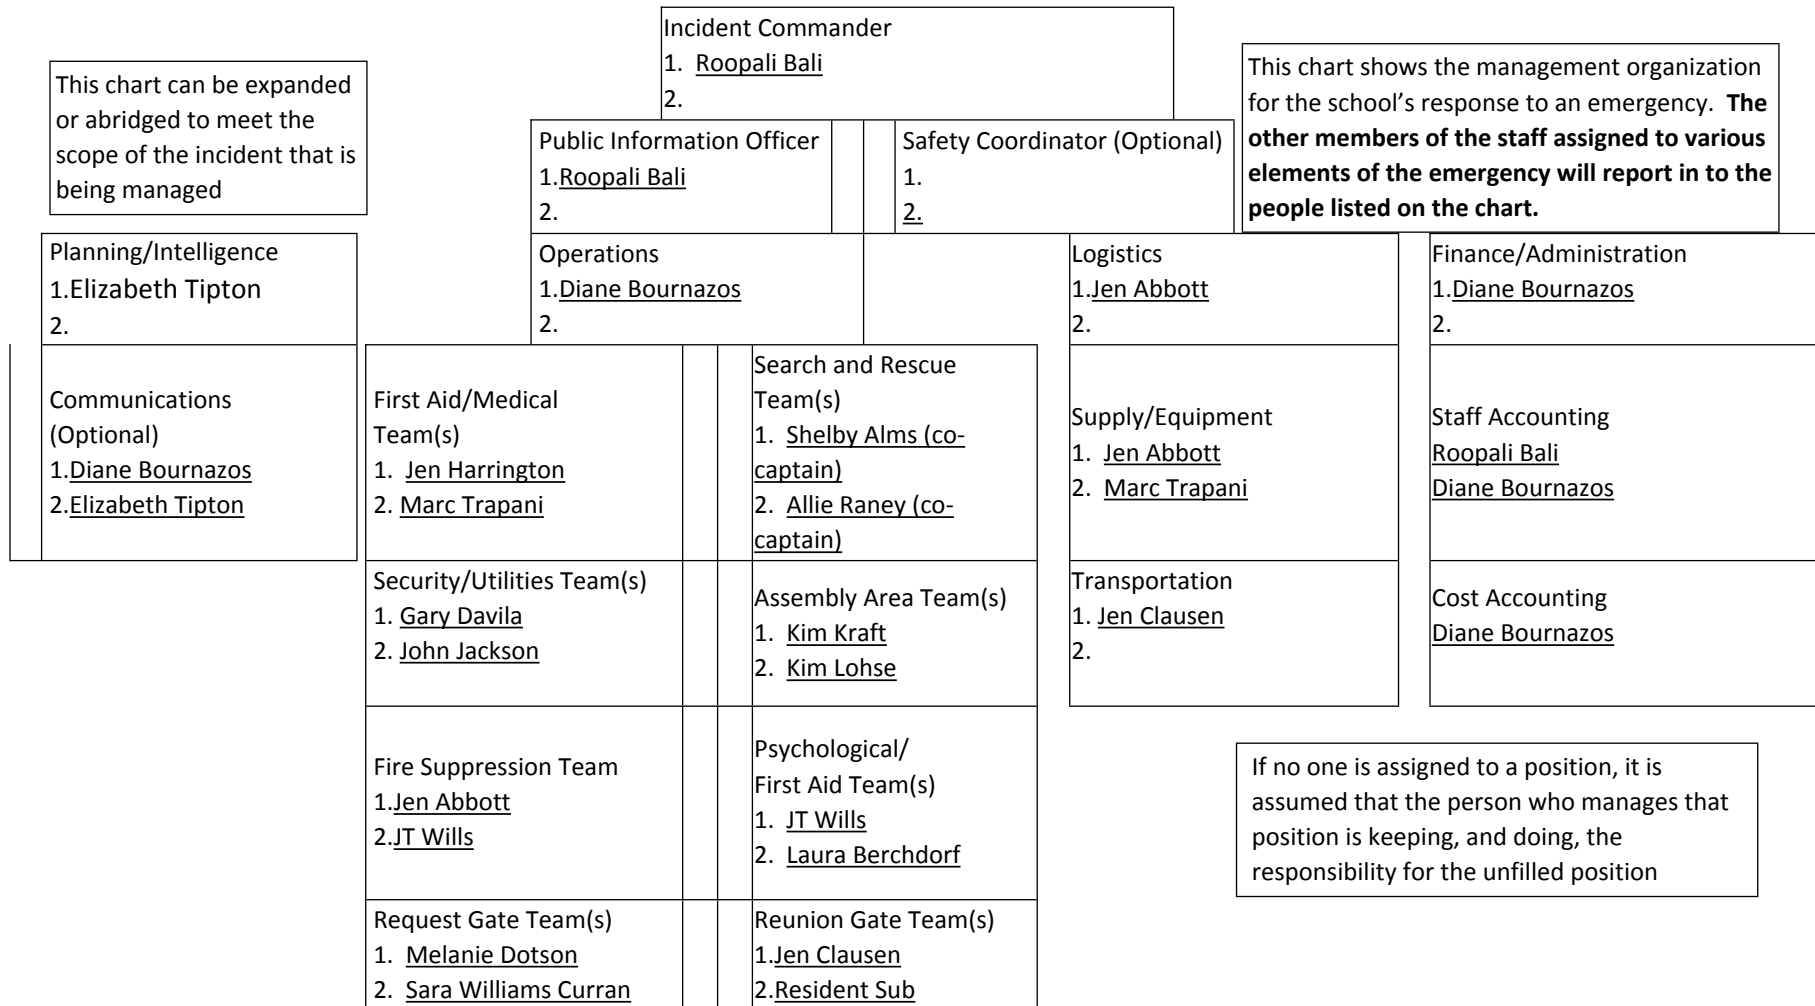 Incident Commander
1. Roopali Bali
2.
This chart can be expanded
or abridged to meet the
scope of the incident that is
being managed
This chart shows the management organization
for the school’s response to an emergency. The
other members of the staff assigned to various
elements of the emergency will report in to the
people listed on the chart.
Public Information Officer
1.Roopali Bali
2.
Safety Coordinator (Optional)
1.
2.
Planning/Intelligence
1.Elizabeth Tipton
2.
Operations
1.Diane Bournazos
2.
Logistics
1.Jen Abbott
2.
Finance/Administration
1.Diane Bournazos
2.
Communications
(Optional)
1.Diane Bournazos
2.Elizabeth Tipton
First Aid/Medical
Team(s)
1. Jen Harrington
2. Marc Trapani
Search and Rescue
Team(s)
1. Shelby Alms (co-
captain)
2. Allie Raney (co-
captain)
Supply/Equipment
1. Jen Abbott
2. Marc Trapani
Staff Accounting
Roopali Bali
Diane Bournazos
Security/Utilities Team(s)
1. Gary Davila
2. John Jackson
Assembly Area Team(s)
1. Kim Kraft
2. Kim Lohse
Transportation
1. Jen Clausen
2.
Cost Accounting
Diane Bournazos
Fire Suppression Team
1.Jen Abbott
2.JT Wills
Psychological/
First Aid Team(s)
1. JT Wills
2. Laura Berchdorf
If no one is assigned to a position, it is
assumed that the person who manages that
position is keeping, and doing, the
responsibility for the unfilled position
Request Gate Team(s)
1. Melanie Dotson
2. Sara Williams Curran
Reunion Gate Team(s)
1.Jen Clausen
2.Resident Sub